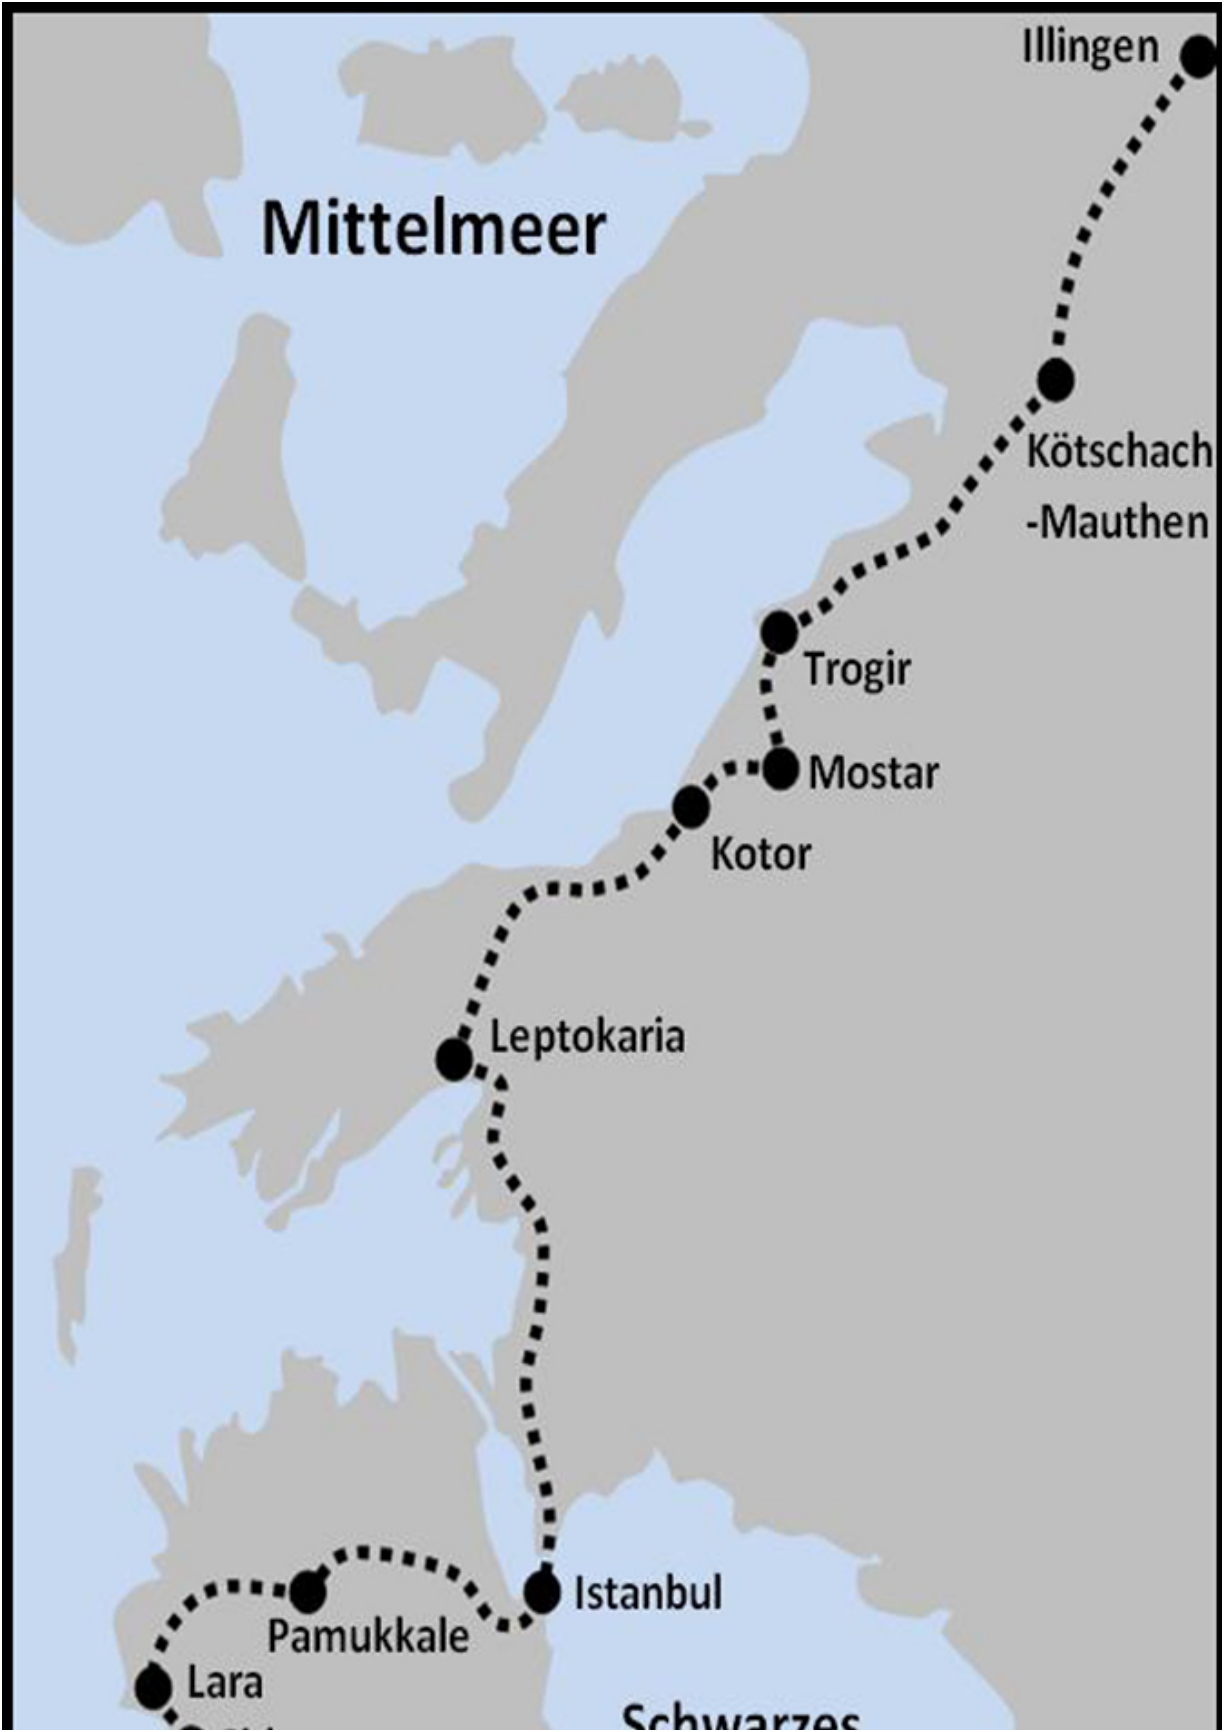 Illingen
Mittelmeer
Kötschach
-Mauthen
Trogir
Mostar
Kotor
Leptokaria
Istanbul
Pamukkale
Lara
Schwarzes